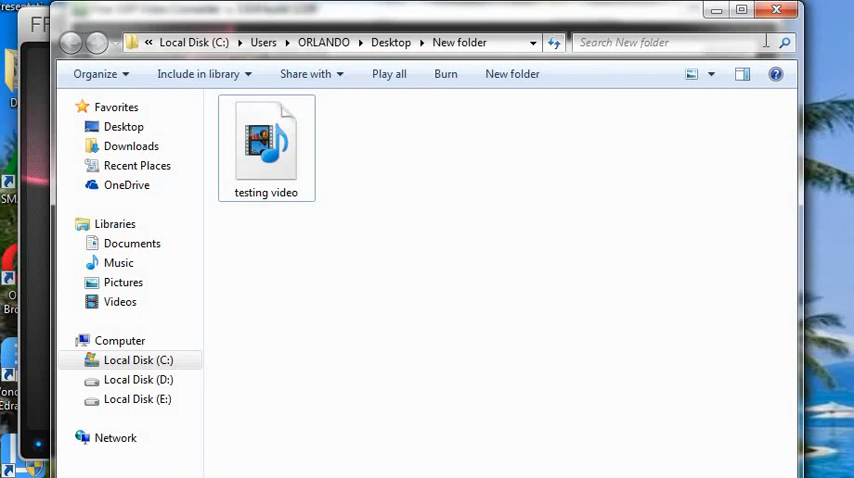 Local Disk (C:) Users ORLANDO Desktop New folder Search New folder
Organize Include in library Share with Play all Burn New folder
Favorites
Desktop
Downloads
Recent Places
OneDrive
Libraries
Documents
Music
Pictures
Videos
Computer
Local Disk (C:)
Local Disk (D:)
Local Disk (E:)
Network
testing video